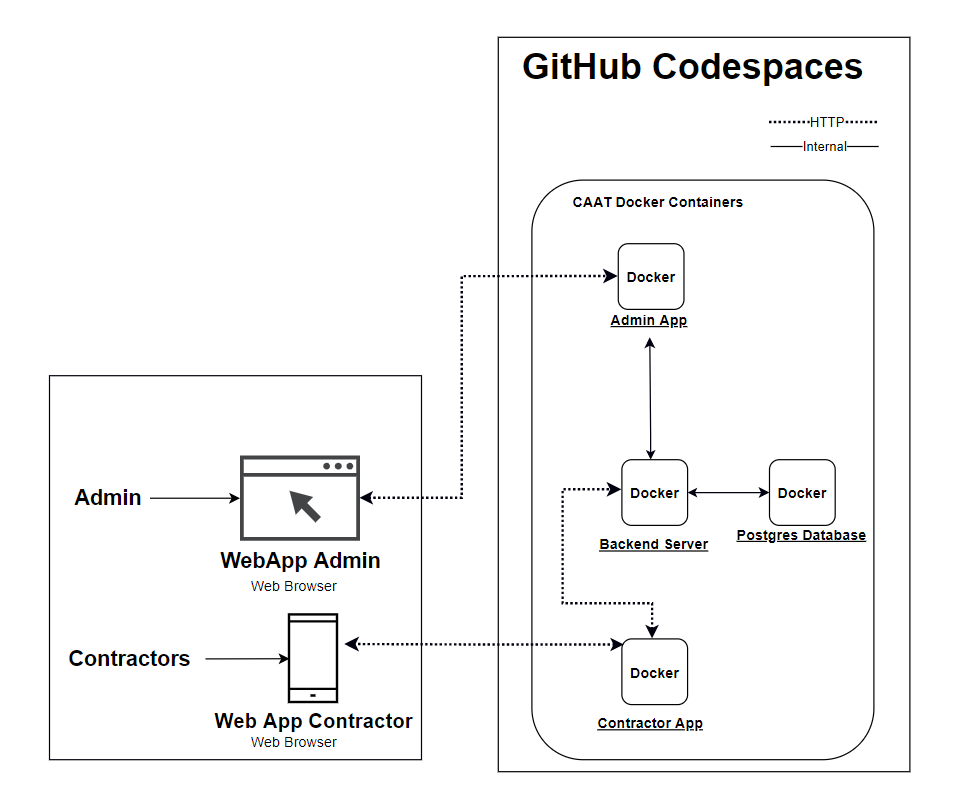 GitHub Codespaces
HTTP
Internal
CAAT Docker Containers
Docker
Admin App
Docker
Backend Server
Docker
Postgres Database
Docker
Contractor App
Admin
WebApp Admin
Web Browser
Contractors
Web App Contractor
Web Browser